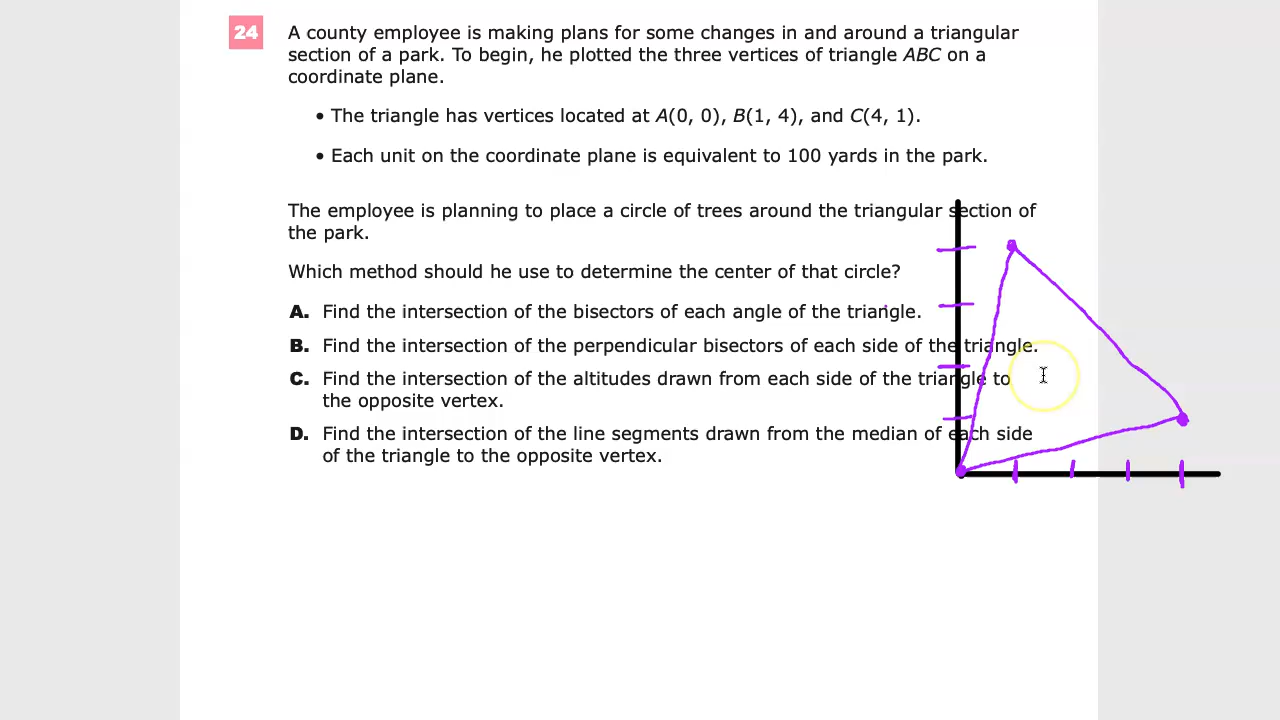 24 A county employee is making plans for some changes in and around a triangular
section of a park. To begin, he plotted the three vertices of triangle ABC on a
coordinate plane.
• The triangle has vertices located at A(0, 0), B(1, 4), and C(4, 1).
• Each unit on the coordinate plane is equivalent to 100 yards in the park.
The employee is planning to place a circle of trees around the triangular section of
the park.
Which method should he use to determine the center of that circle?
A. Find the intersection of the bisectors of each angle of the triangle.
B. Find the intersection of the perpendicular bisectors of each side of the triangle.
C. Find the intersection of the altitudes drawn from each side of the triangle to
the opposite vertex.
D. Find the intersection of the line segments drawn from the median of each side
of the triangle to the opposite vertex.